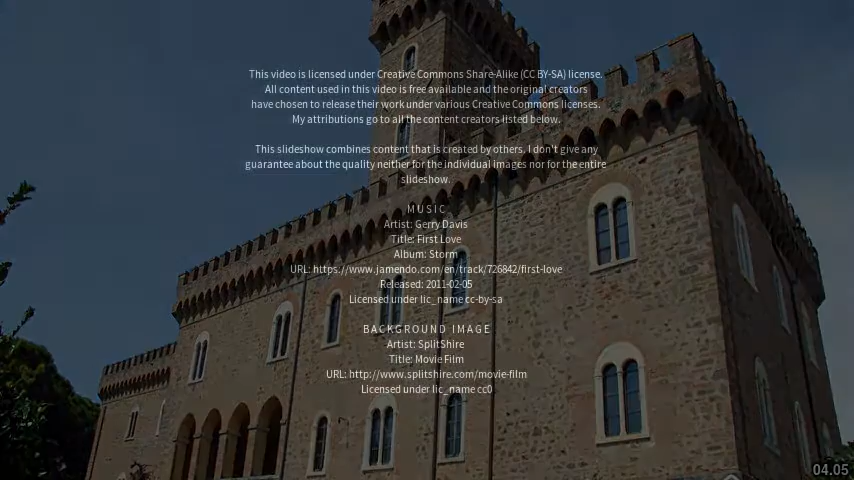 This video is licensed under Creative Commons Share-Alike (CC BY-SA) license.
All content used in this video is free available and the original creators
have chosen to release their work under various Creative Commons licenses.
My attributions go to all the content creators listed below.
This slideshow combines content that is created by others. I don't give any
guarantee about the quality neither for the individual images nor for the entire
slideshow.
MUSIC
Artist: Gerry Davis
Title: First Love
Album: Storm
URL: https://www.jamendo.com/en/track/726842/first-love
Released: 2011-02-05
Licensed under lic_name cc-by-sa
BACKGROUND IMAGE
Artist: SplitShire
Title: Movie Film
URL: http://www.splitshire.com/movie-film
Licensed under lic_name cc0
04.05